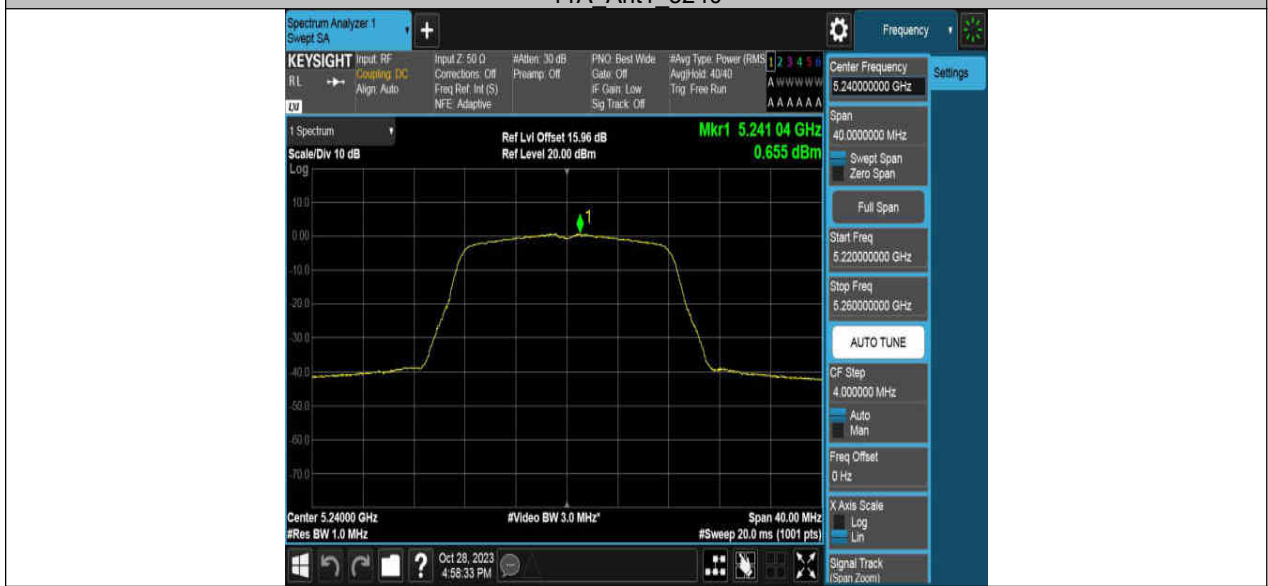 Spectrum Analyzer 1
Swept SA
+
Frequency
KEYSIGHT
RL
LXI
Input: RF
Coupling: DC
Align: Auto
Input Z: 50 Ω
Corrections: Off
Freq Ref: Int (S)
NFE: Adaptive
#Atten: 30 dB
Preamp: Off
PNO: Best Wide
Gate: Off
IF Gain: Low
Sig Track: Off
#Avg Type: Power (RMS
Avg|Hold: 40/40
Trig: Free Run
1 2 3 4 5 6
A W W W W W
A A A A A A
Center Frequency
5.240000000 GHz
Settings
1 Spectrum
Scale/Div 10 dB
Log
Ref Lvl Offset 15.96 dB
Ref Level 20.00 dBm
Mkr1 5.241 04 GHz
0.655 dBm
Span
40.0000000 MHz
Swept Span
Zero Span
Full Span
Start Freq
5.220000000 GHz
Stop Freq
5.260000000 GHz
AUTO TUNE
CF Step
4.000000 MHz
Auto
Man
Freq Offset
0 Hz
X Axis Scale
Log
Lin
Signal Track
(Span Zoom)
10.0
1
0.00
-10.0
-20.0
-30.0
-40.0
-50.0
-60.0
-70.0
Center 5.24000 GHz
#Video BW 3.0 MHz*
Span 40.00 MHz
#Res BW 1.0 MHz
#Sweep 20.0 ms (1001 pts)
?
Oct 28, 2023
4:58:33 PM